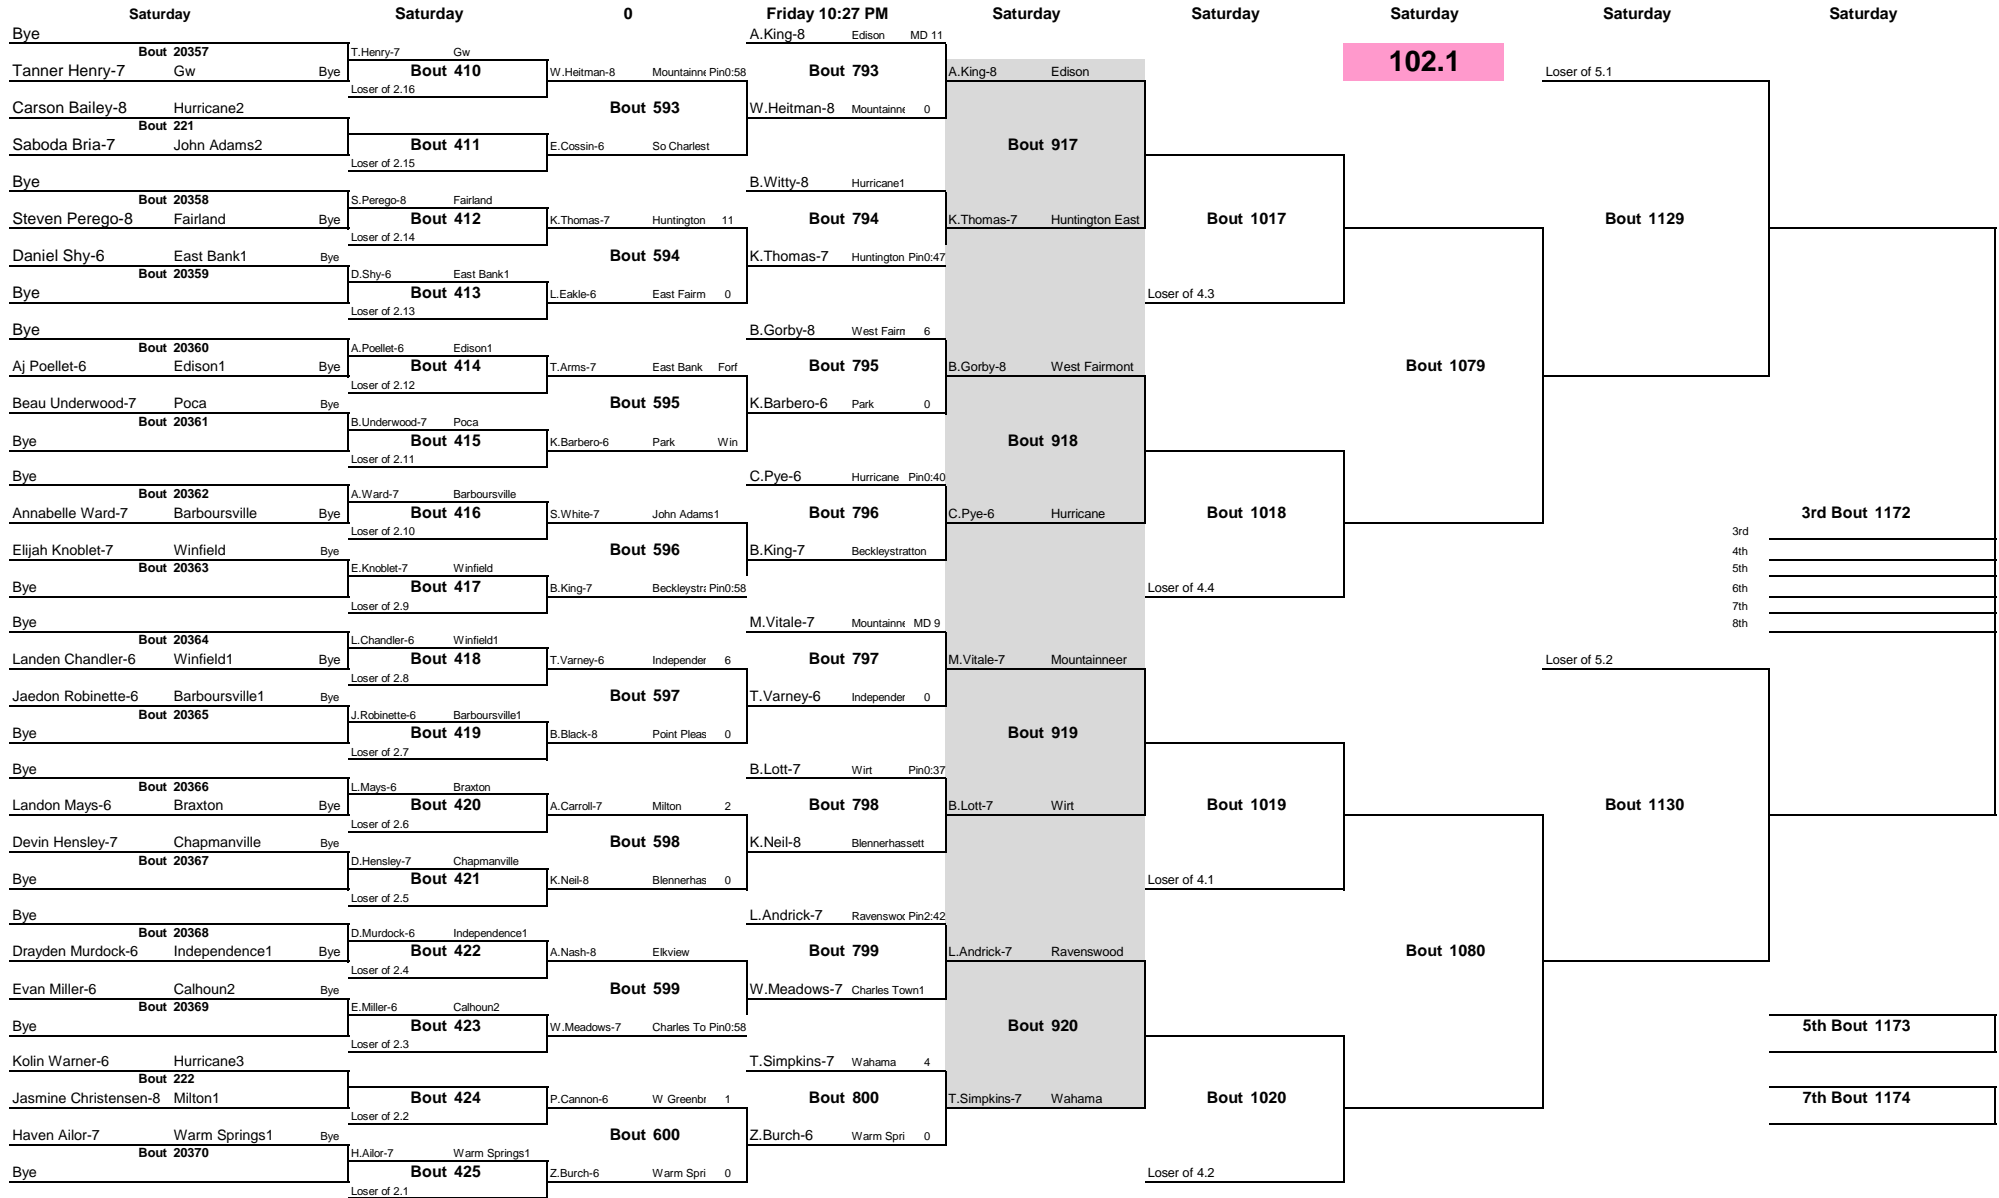 Saturday Saturday 0 Friday 10:27 PM Saturday Saturday Saturday Saturday Saturday
Bye A.King-8 Edison MD 11
Bout 20357 T.Henry-7 Gw
102.1
Tanner Henry-7 Gw Bye Bout 410 W.Heitman-8 Mountainne Pin0:58 Bout 793 A.King-8 Edison Loser of 5.1
Loser of 2.16
Carson Bailey-8 Hurricane2 Bout 593 W.Heitman-8 Mountainne 0
Bout 221
Saboda Bria-7 John Adams2 Bout 411 E.Cossin-6 So Charlest Bout 917
Loser of 2.15
Bye B.Witty-8 Hurricane1
Bout 20358 S.Perego-8 Fairland
Steven Perego-8 Fairland Bye Bout 412 K.Thomas-7 Huntington 11 Bout 794 K.Thomas-7 Huntington East Bout 1017 Bout 1129
Loser of 2.14
Daniel Shy-6 East Bank1 Bye Bout 594 K.Thomas-7 Huntington Pin0:47
Bout 20359 D.Shy-6 East Bank1
Bye Bout 413 L.Eakle-6 East Fairm 0 Loser of 4.3
Loser of 2.13
Bye B.Gorby-8 West Fairn 6
Bout 20360 A.Poellet-6 Edison1
Aj Poellet-6 Edison1 Bye Bout 414 T.Arms-7 East Bank Forf Bout 795 B.Gorby-8 West Fairmont Bout 1079
Loser of 2.12
Beau Underwood-7 Poca Bye Bout 595 K.Barbero-6 Park 0
Bout 20361 B.Underwood-7 Poca
Bye Bout 415 K.Barbero-6 Park Win Bout 918
Loser of 2.11
Bye C.Pye-6 Hurricane Pin0:40
Bout 20362 A.Ward-7 Barboursville
Annabelle Ward-7 Barboursville Bye Bout 416 S.White-7 John Adams1 Bout 796 C.Pye-6 Hurricane Bout 1018 3rd Bout 1172
Loser of 2.10 3rd
Elijah Knoblet-7 Winfield Bye Bout 596 B.King-7 Beckleystratton 4th
Bout 20363 E.Knoblet-7 Winfield 5th
Bye Bout 417 B.King-7 Beckleystra Pin0:58 Loser of 4.4 6th
Loser of 2.9 7th
Bye M.Vitale-7 Mountainne MD 9 8th
Bout 20364 L.Chandler-6 Winfield1
Landen Chandler-6 Winfield1 Bye Bout 418 T.Varney-6 Independer 6 Bout 797 M.Vitale-7 Mountainneer Loser of 5.2
Loser of 2.8
Jaedon Robinette-6 Barboursville1 Bye Bout 597 T.Varney-6 Independer 0
Bout 20365 J.Robinette-6 Barboursville1
Bye Bout 419 B.Black-8 Point Pleas 0 Bout 919
Loser of 2.7
Bye B.Lott-7 Wirt Pin0:37
Bout 20366 L.Mays-6 Braxton
Landon Mays-6 Braxton Bye Bout 420 A.Carroll-7 Milton 2 Bout 798 B.Lott-7 Wirt Bout 1019 Bout 1130
Loser of 2.6
Devin Hensley-7 Chapmanville Bye Bout 598 K.Neil-8 Blennerhassett
Bout 20367 D.Hensley-7 Chapmanville
Bye Bout 421 K.Neil-8 Blennerhas 0 Loser of 4.1
Loser of 2.5
Bye L.Andrick-7 Ravenswox Pin2:42
Bout 20368 D.Murdock-6 Independence1
Drayden Murdock-6 Independence1 Bye Bout 422 A.Nash-8 Elkview Bout 799 L.Andrick-7 Ravenswood Bout 1080
Loser of 2.4
Evan Miller-6 Calhoun2 Bye Bout 599 W.Meadows-7 Charles Town1
Bout 20369 E.Miller-6 Calhoun2
Bye Bout 423 W.Meadows-7 Charles To Pin0:58 Bout 920 5th Bout 1173
Loser of 2.3
Kolin Warner-6 Hurricane3 T.Simpkins-7 Wahama 4
Bout 222
Jasmine Christensen-8 Milton1 Bout 424 P.Cannon-6 W Greenbr 1 Bout 800 T.Simpkins-7 Wahama Bout 1020 7th Bout 1174
Loser of 2.2
Haven Ailor-7 Warm Springs1 Bye Bout 600 Z.Burch-6 Warm Spri 0
Bout 20370 H.Ailor-7 Warm Springs1
Bye Bout 425 Z.Burch-6 Warm Spri 0 Loser of 4.2
Loser of 2.1